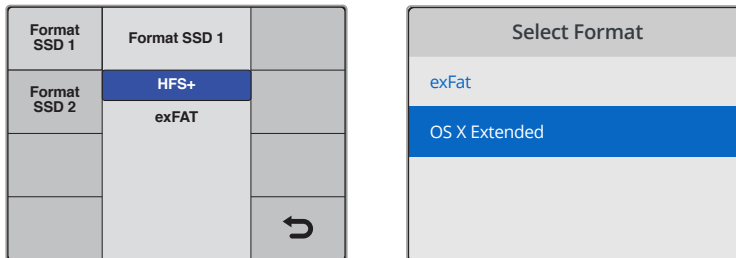 Format
SSD 1
Format SSD 1
Format
SSD 2
HFS+
exFAT
Select Format
exFat
OS X Extended